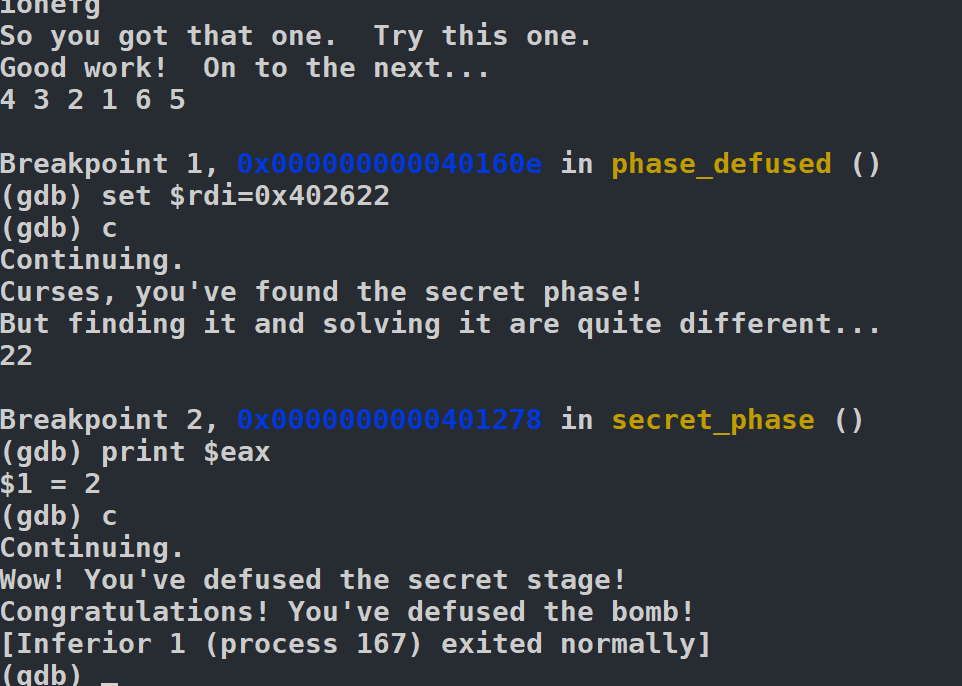 ionefg
So you got that one.  Try this one.
Good work!  On to the next...
4 3 2 1 6 5
Breakpoint 1, 0x000000000040160e in phase_defused ()
(gdb) set $rdi=0x402622
(gdb) c
Continuing.
Curses, you've found the secret phase!
But finding it and solving it are quite different...
22
Breakpoint 2, 0x0000000000401278 in secret_phase ()
(gdb) print $eax
$1 = 2
(gdb) c
Continuing.
Wow! You've defused the secret stage!
Congratulations! You've defused the bomb!
[Inferior 1 (process 167) exited normally]
(gdb) _